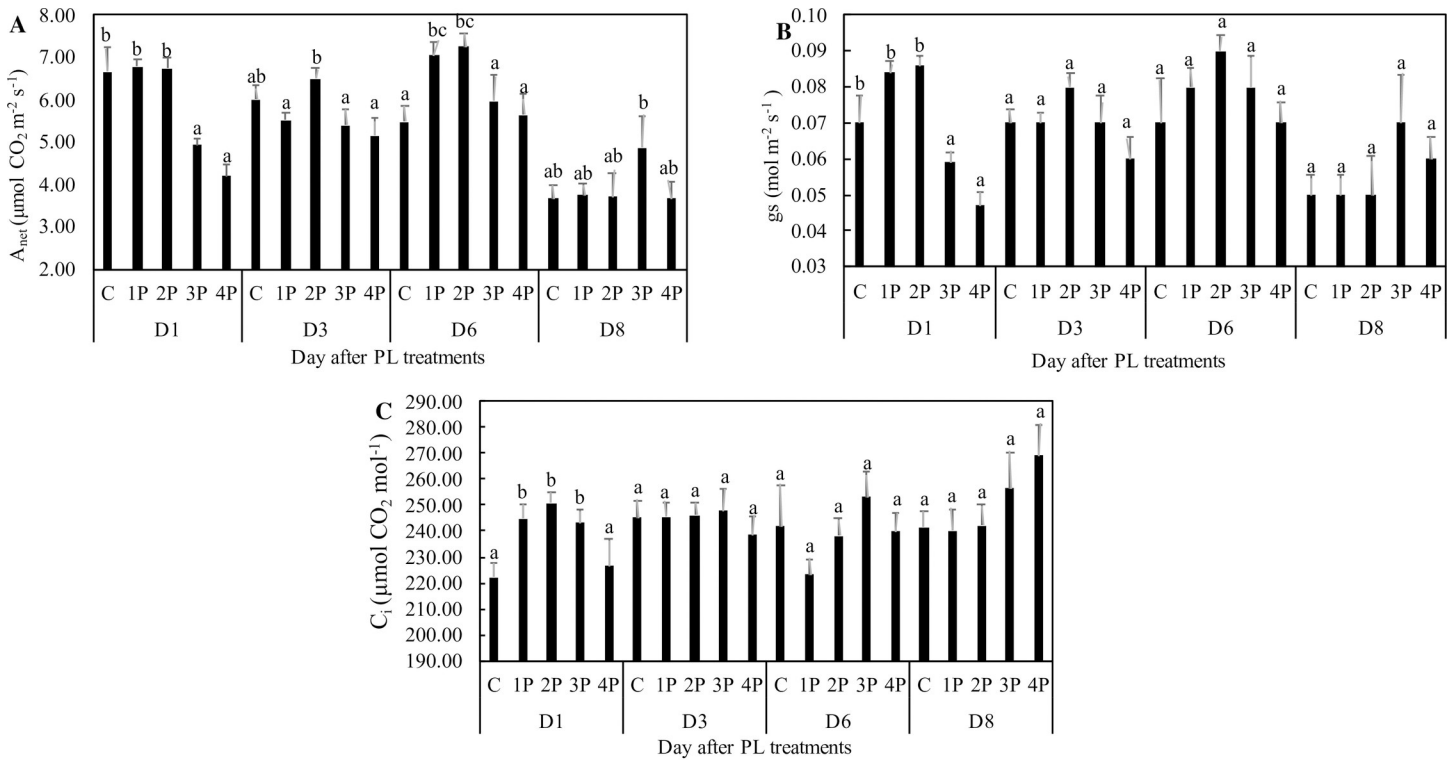 A
A_net (µmol CO₂ m⁻² s⁻¹)
8.00
7.00
6.00
5.00
4.00
3.00
2.00
b b b a a
ab a b a a
a bc bc a a
ab ab ab b ab
C 1P 2P 3P 4P C 1P 2P 3P 4P C 1P 2P 3P 4P C 1P 2P 3P 4P
D1 D3 D6 D8
Day after PL treatments
B
gs (mol m⁻² s⁻¹)
0.10
0.09
0.08
0.07
0.06
0.05
0.04
0.03
b b b a a
a a a a a
a a a a a
a a a a a
C 1P 2P 3P 4P C 1P 2P 3P 4P C 1P 2P 3P 4P C 1P 2P 3P 4P
D1 D3 D6 D8
Day after PL treatments
C
C_i (µmol CO₂ mol⁻¹)
290.00
280.00
270.00
260.00
250.00
240.00
230.00
220.00
210.00
200.00
190.00
a b b b a
a a a a a
a a a a a
a a a a a
C 1P 2P 3P 4P C 1P 2P 3P 4P C 1P 2P 3P 4P C 1P 2P 3P 4P
D1 D3 D6 D8
Day after PL treatments